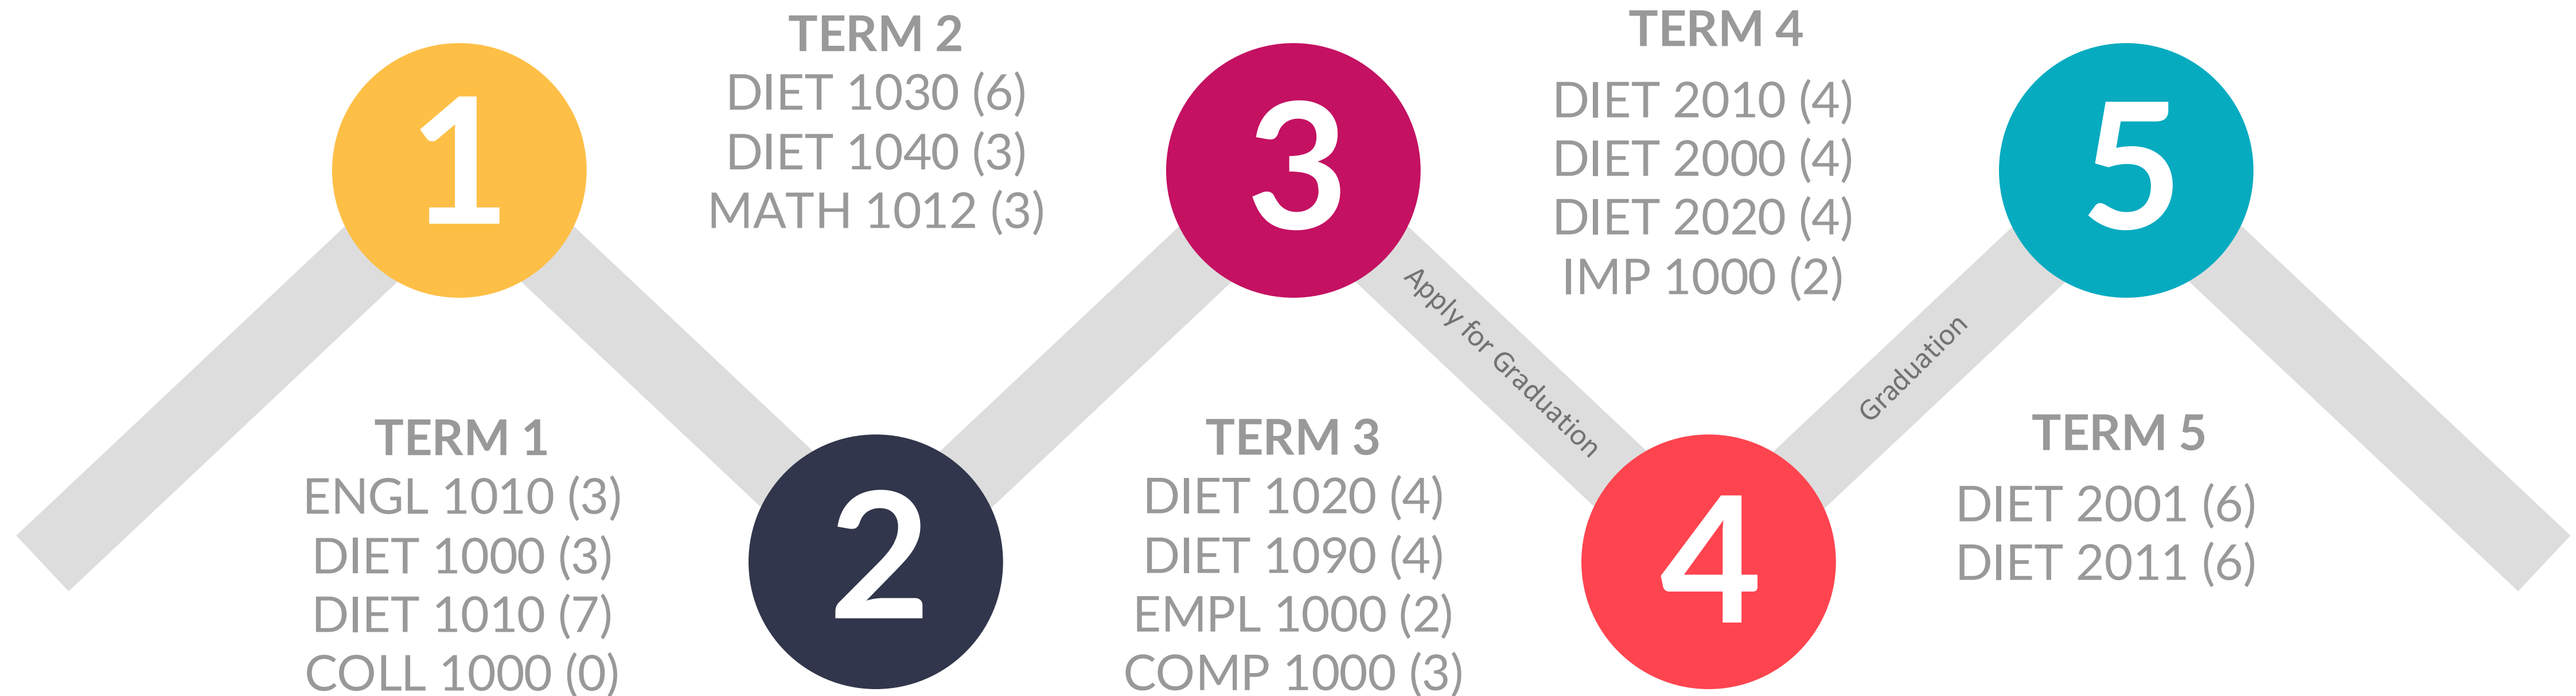 1
TERM 1
ENGL 1010 (3)
DIET 1000 (3)
DIET 1010 (7)
COLL 1000 (0)
TERM 2
DIET 1030 (6)
DIET 1040 (3)
MATH 1012 (3)
2
3
TERM 3
DIET 1020 (4)
DIET 1090 (4)
EMPL 1000 (2)
COMP 1000 (3)
Apply for Graduation
TERM 4
DIET 2010 (4)
DIET 2000 (4)
DIET 2020 (4)
IMP 1000 (2)
4
Graduation
5
TERM 5
DIET 2001 (6)
DIET 2011 (6)